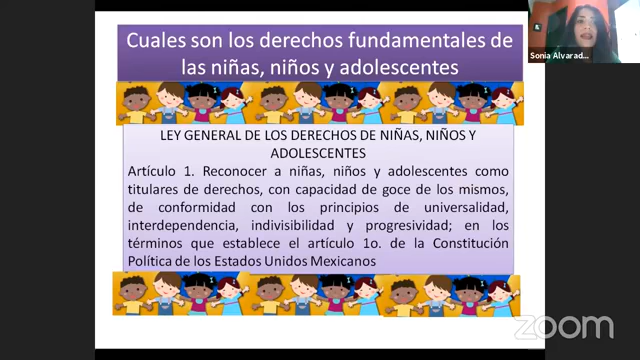 Cuales son los derechos fundamentales de
las niñas, niños y adolescentes
Sonia Alvarad...
LEY GENERAL DE LOS DERECHOS DE NIÑAS, NIÑOS Y
ADOLESCENTES
Artículo 1. Reconocer a niñas, niños y adolescentes como
titulares de derechos, con capacidad de goce de los mismos,
de conformidad con los principios de universalidad,
interdependencia, indivisibilidad y progresividad; en los
términos que establece el artículo 1o. de la Constitución
Política de los Estados Unidos Mexicanos
zoom